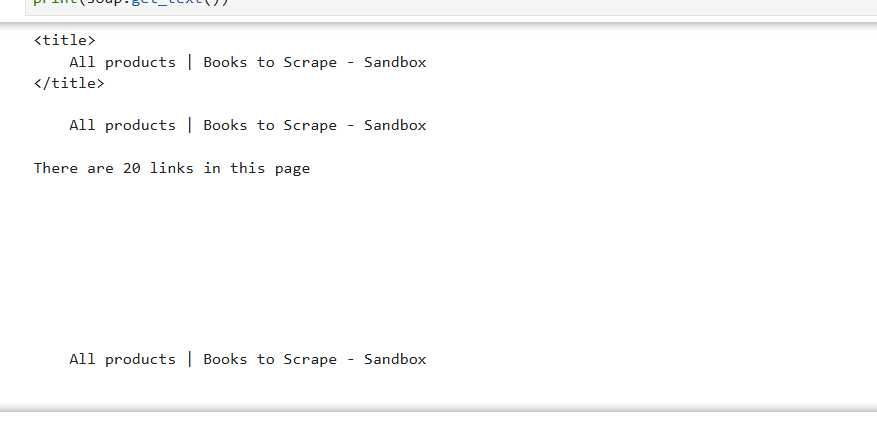 print(soup.get_text())
<title>
All products | Books to Scrape - Sandbox
</title>
All products | Books to Scrape - Sandbox
There are 20 links in this page
All products | Books to Scrape - Sandbox